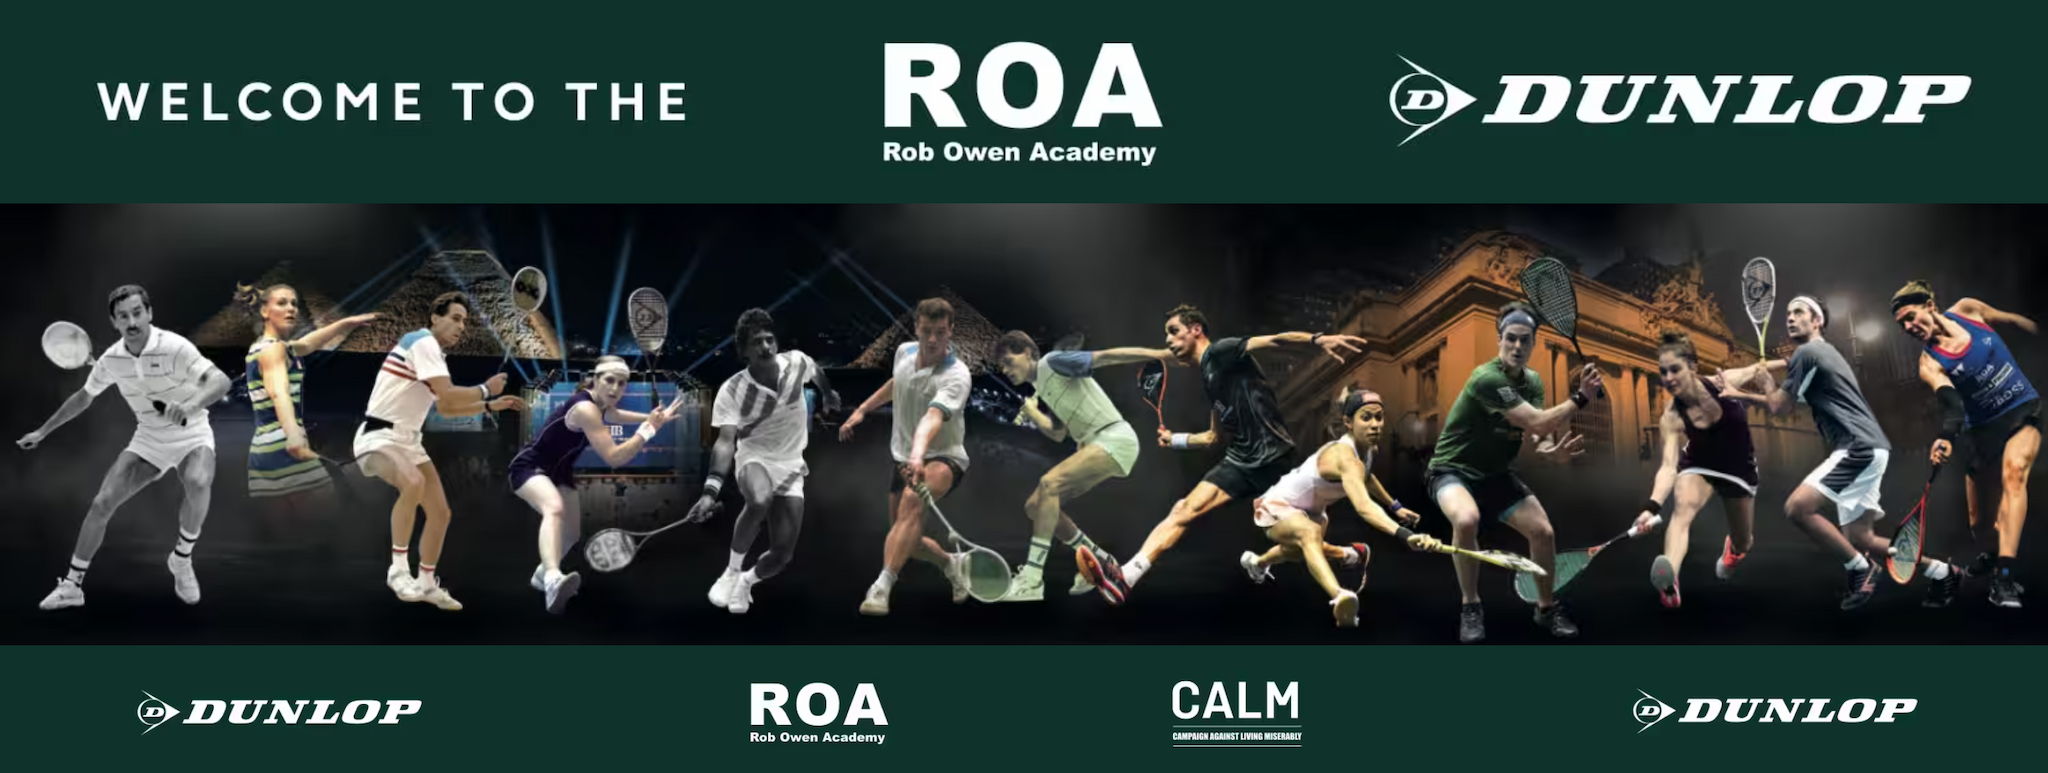 WELCOME TO THE
ROA
Rob Owen Academy
D DUNLOP
BOSS
D DUNLOP
ROA
Rob Owen Academy
CALM
CAMPAIGN AGAINST LIVING MISERABLY
D DUNLOP